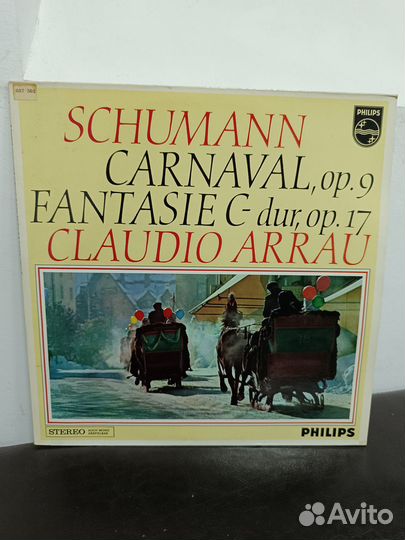 PHILIPS
SCHUMANN
CARNAVAL, op. 9
FANTASIE C-dur, op. 17
CLAUDIO ARRAU
STEREO
PHILIPS
Avito